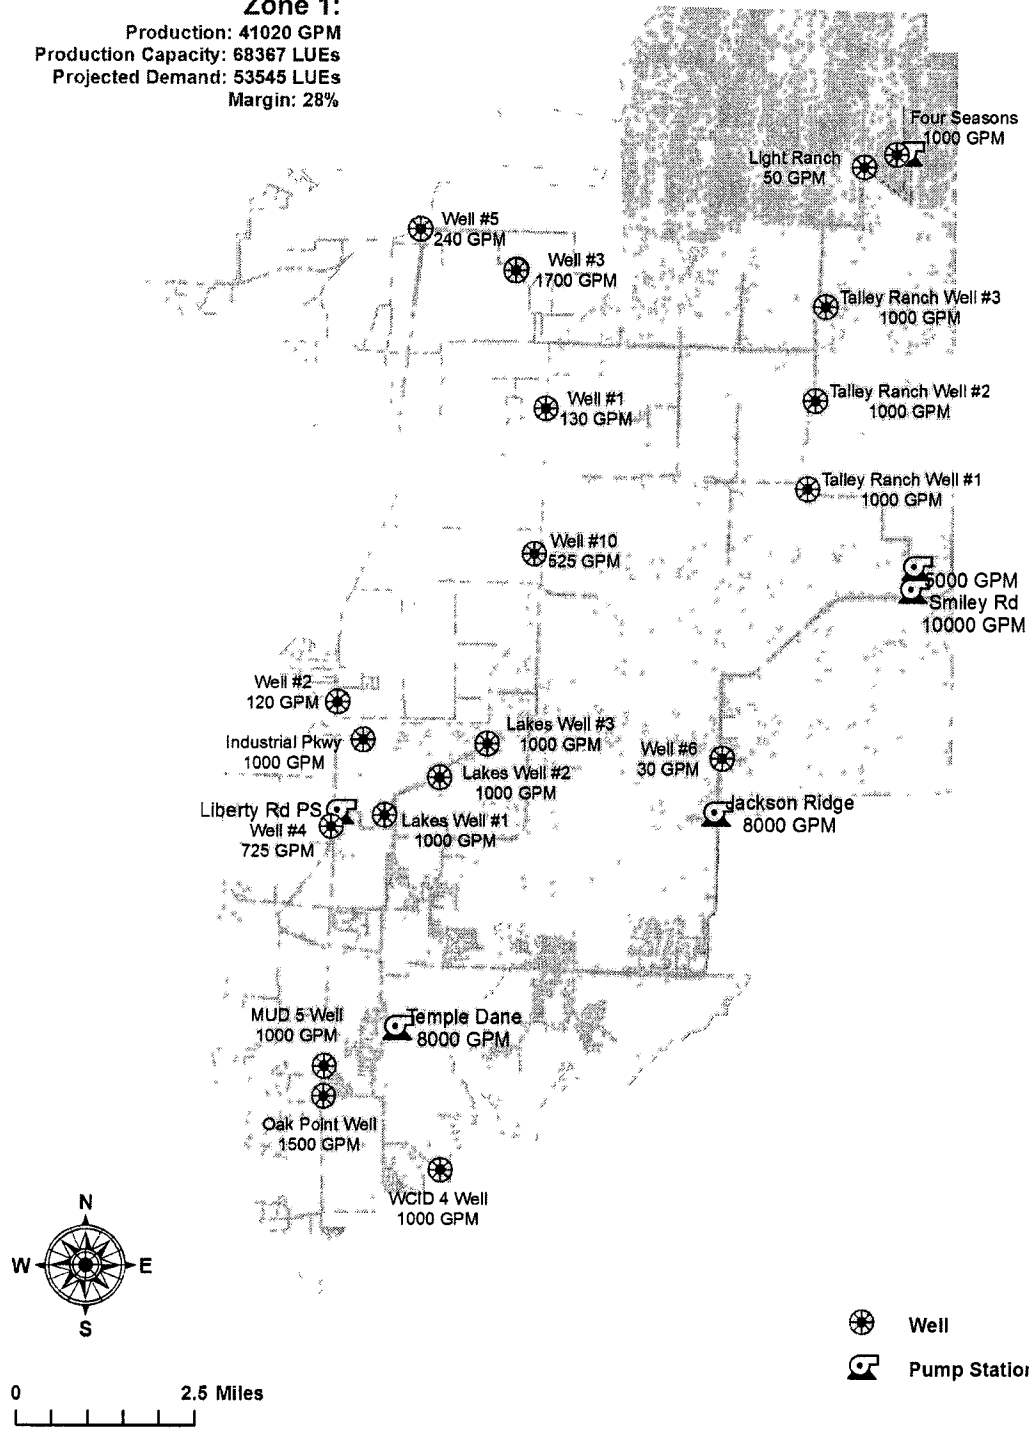 Zone 1:
Production: 41020 GPM
Production Capacity: 68367 LUEs
Projected Demand: 53545 LUEs
Margin: 28%
Four Seasons
1000 GPM
Light Ranch
50 GPM
Well #5
240 GPM
Well #3
1700 GPM
Talley Ranch Well #3
1000 GPM
Talley Ranch Well #2
1000 GPM
Well #1
130 GPM
Talley Ranch Well #1
1000 GPM
Well #10
525 GPM
5000 GPM
Smiley Rd
10000 GPM
Well #2
120 GPM
Industrial Pkwy
1000 GPM
Lakes Well #3
1000 GPM
Well #6
30 GPM
Lakes Well #2
1000 GPM
Liberty Rd PS
Well #4
725 GPM
Lakes Well #1
1000 GPM
Jackson Ridge
8000 GPM
MUD 5 Well
1000 GPM
Temple Dane
8000 GPM
Oak Point Well
1500 GPM
WCID 4 Well
1000 GPM
N
W E
S
Well
Pump Station
0 2.5 Miles